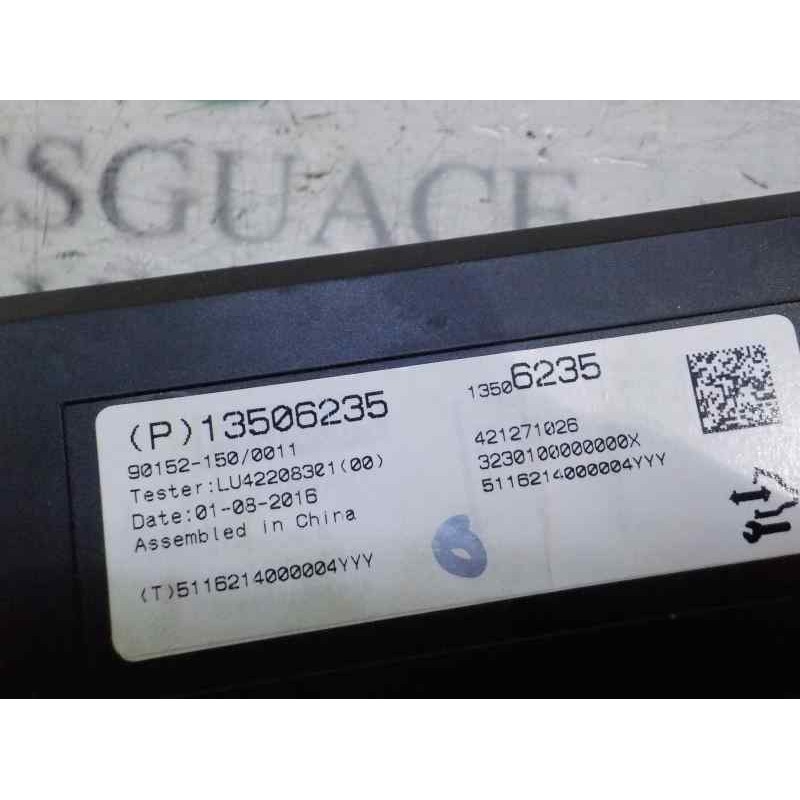 ESGUACE
(P)13506235
90152-150/0011
Tester:LU42208301(00)
Date:01-08-2016
Assembled in China
(T)5116214000004YYY
13506235
421271026
3230100000000X
5116214000004YYY